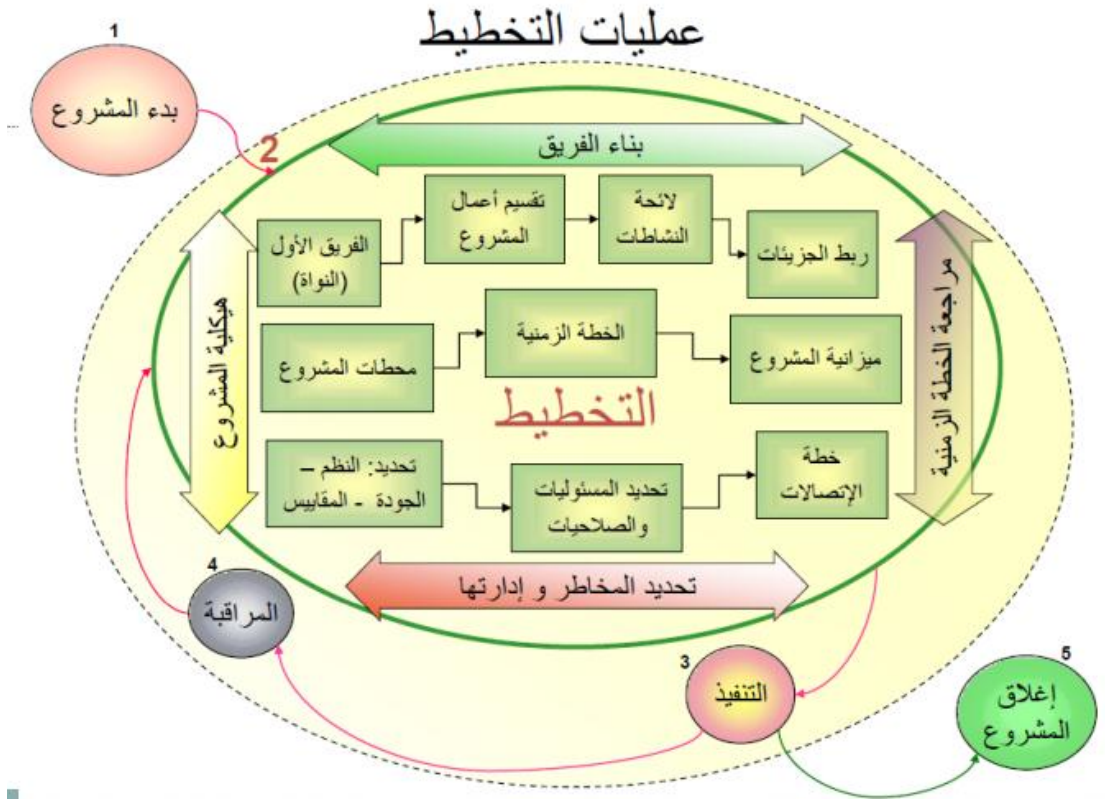 عمليات التخطيط
1
بدء المشروع
2
بناء الفريق
الفريق الأول
(النواة)
تقسيم أعمال
المشروع
لائحة
النشاطات
ربط الجزيئات
هيكلية المشروع
مراجعة الخطة الزمنية
محطات المشروع
الخطة الزمنية
ميزانية المشروع
التخطيط
تحديد: النظم –
الجودة - المقاييس
تحديد المسئوليات
والصلاحيات
خطة
الإتصالات
تحديد المخاطر و إدارتها
4
المراقبة
3
التنفيذ
5
إغلاق
المشروع